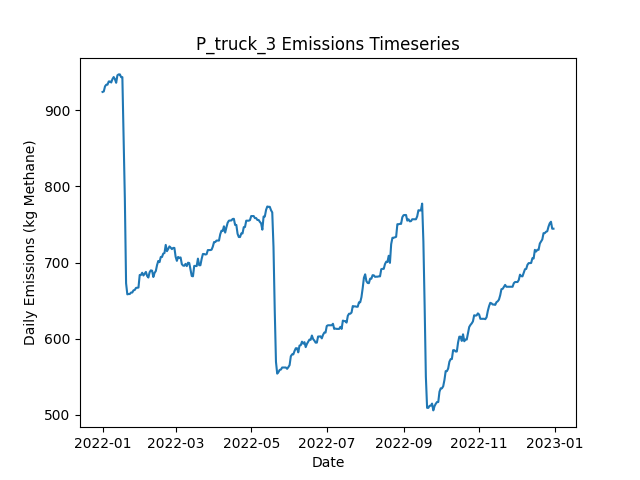 P_truck_3 Emissions Timeseries
Daily Emissions (kg Methane)
900
800
700
600
500
2022-01 2022-03 2022-05 2022-07 2022-09 2022-11 2023-01
Date